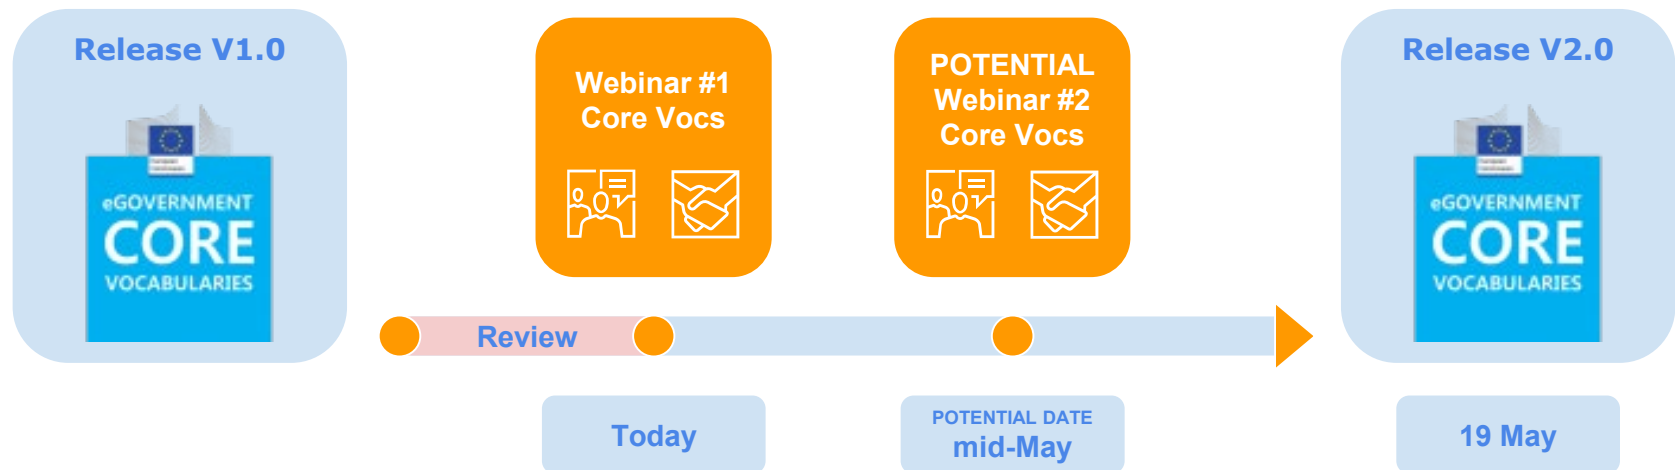 Release V1.0
eGOVERNMENT
CORE
VOCABULARIES
Webinar #1
Core Vocs
POTENTIAL
Webinar #2
Core Vocs
Release V2.0
eGOVERNMENT
CORE
VOCABULARIES
Review
Today
POTENTIAL DATE
mid-May
19 May